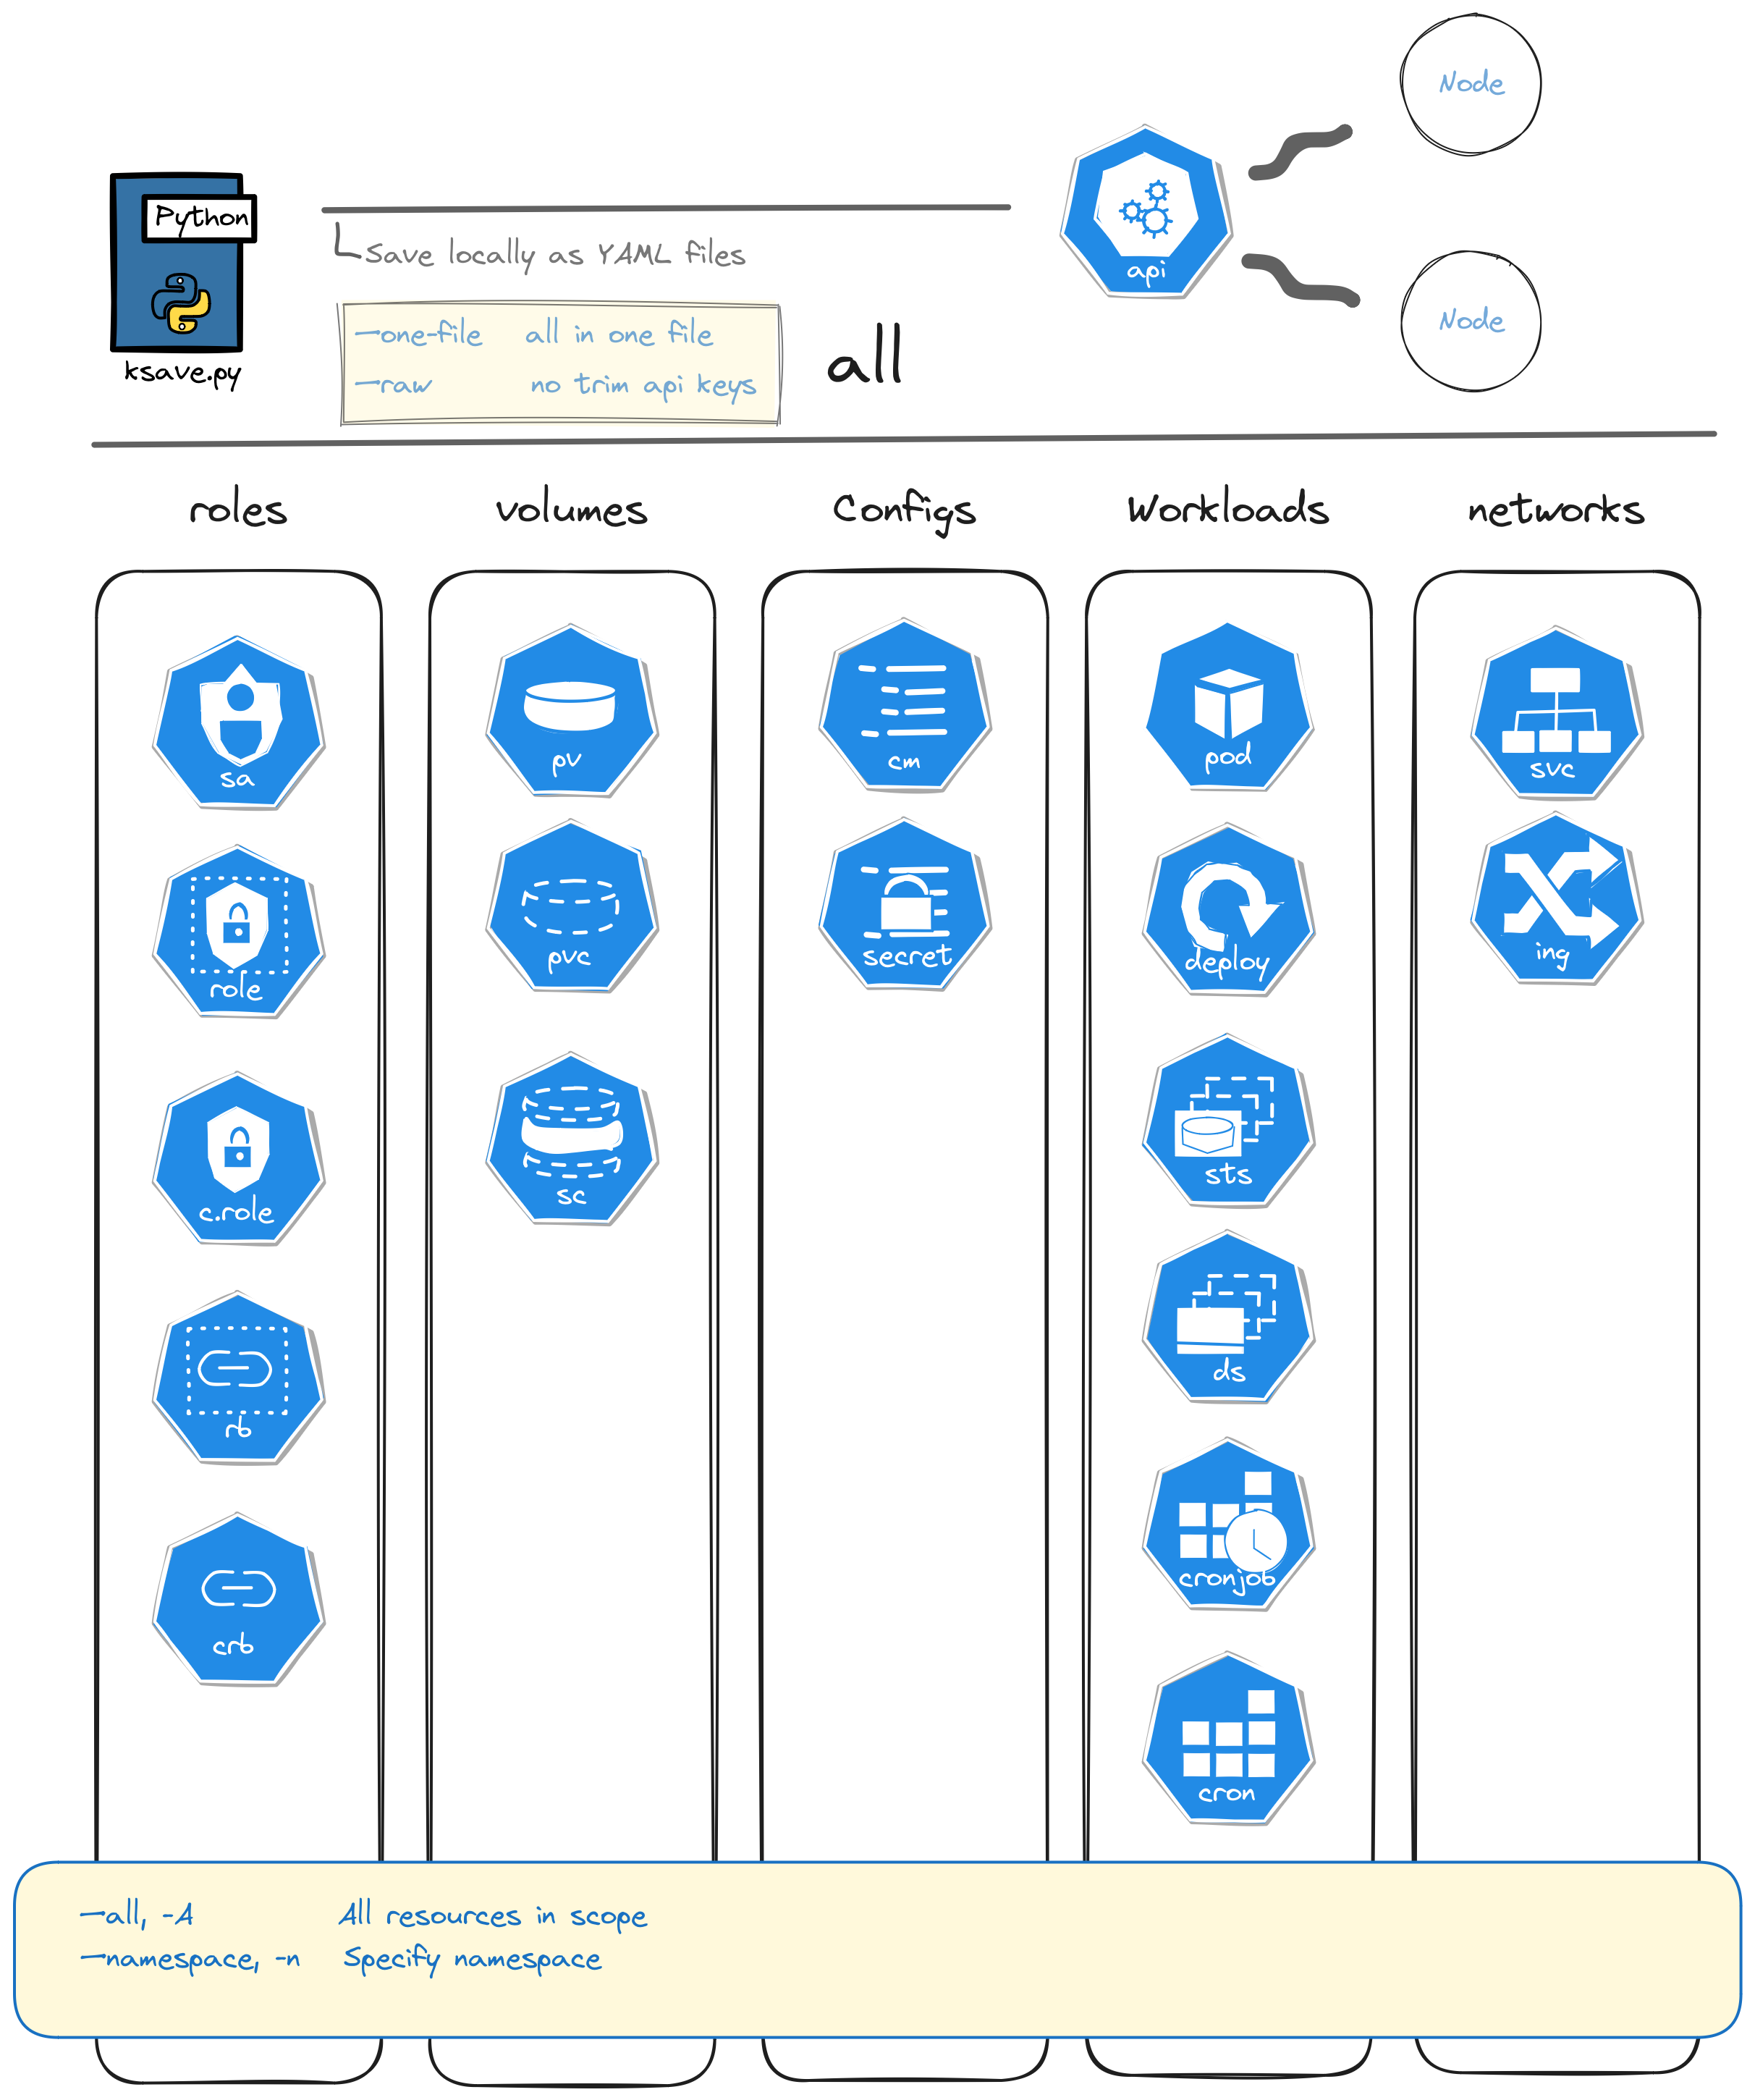 Node
Python
Save locally as YAML files
api
Node
—one-file all in one file
—raw no trim api keys
ksave.py
all
roles
volumes
Configs
Workloads
networks
sa
role
c.role
rb
crb
pv
pvc
sc
cm
secret
pod
deploy
sts
ds
cronjob
cron
svc
ing
—all, -A All resources in scope
—namespace, -n Specify namespace